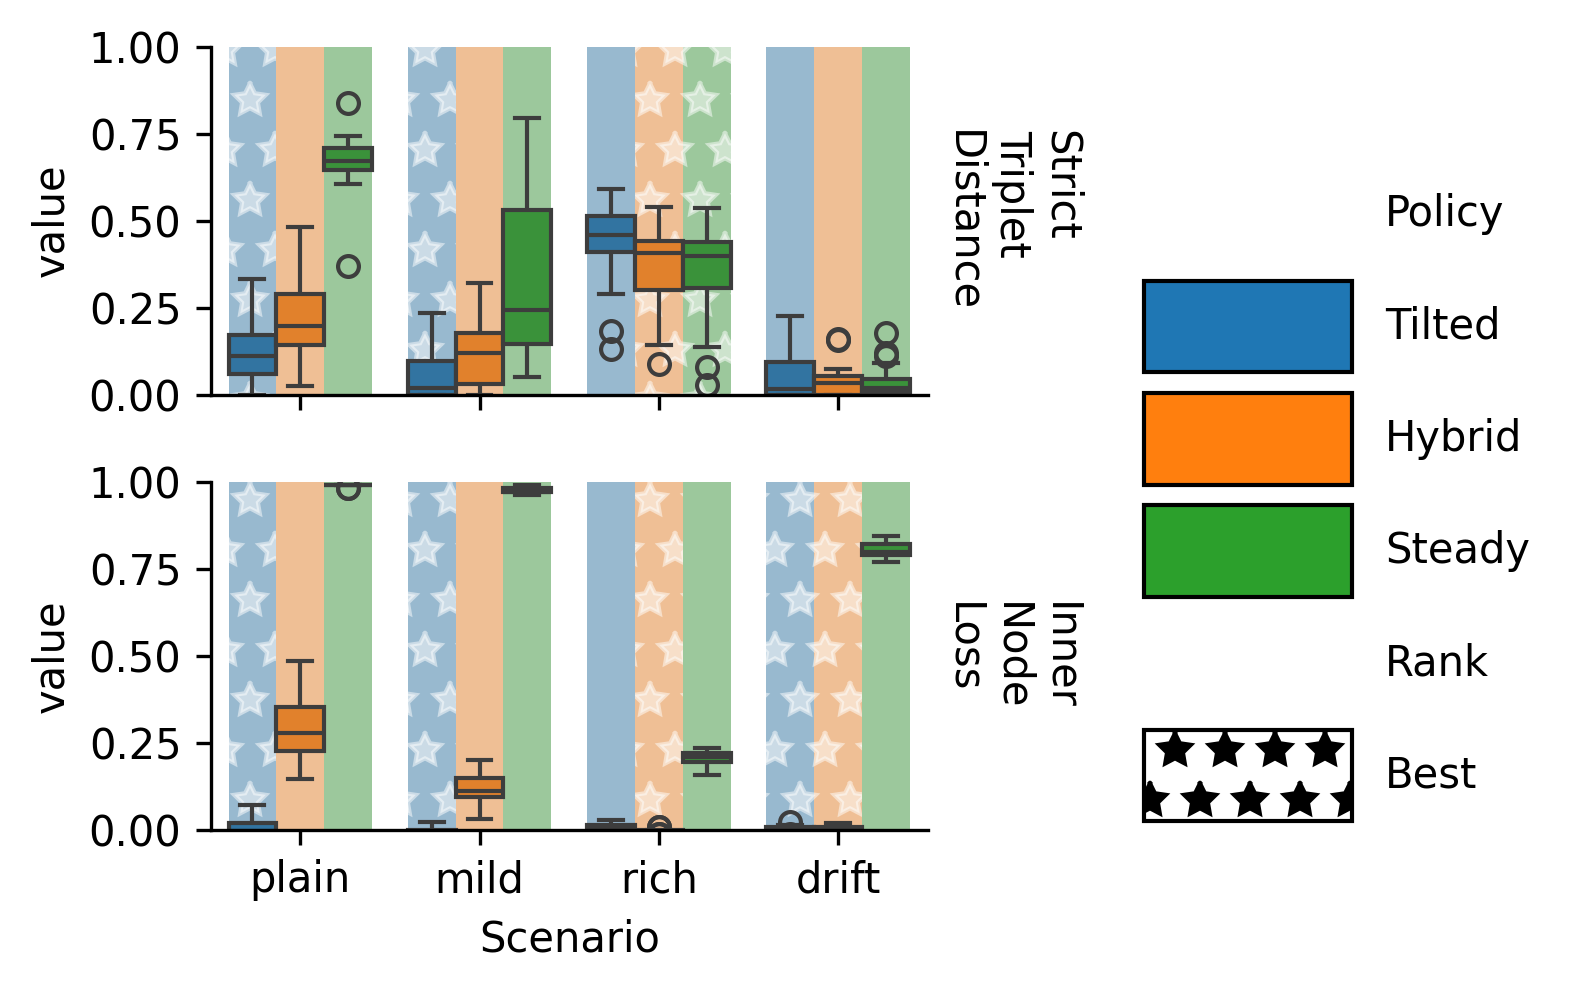 1.00
0.75
0.50
0.25
0.00
value
Strict
Triplet
Distance
1.00
0.75
0.50
0.25
0.00
value
Inner
Node
Loss
plain mild rich drift
Scenario
Policy
Tilted
Hybrid
Steady
Rank
Best